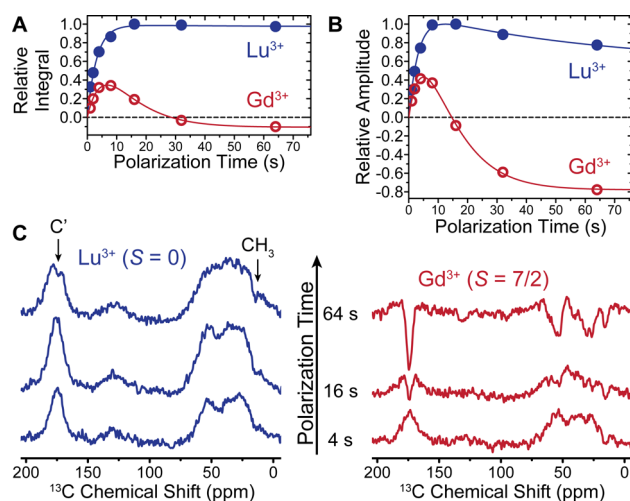 A
Relative Integral
1.0
0.8
0.6
0.4
0.2
0.0
Lu³⁺
Gd³⁺
0 10 20 30 40 50 60 70
Polarization Time (s)
B
Relative Amplitude
1.0
0.8
0.6
0.4
0.2
0.0
-0.2
-0.4
-0.6
-0.8
Lu³⁺
Gd³⁺
0 10 20 30 40 50 60 70
Polarization Time (s)
C
C'
Lu³⁺ (S = 0)
CH₃
200 150 100 50 0
¹³C Chemical Shift (ppm)
Polarization Time
Gd³⁺ (S = 7/2)
64 s
16 s
4 s
200 150 100 50 0
¹³C Chemical Shift (ppm)